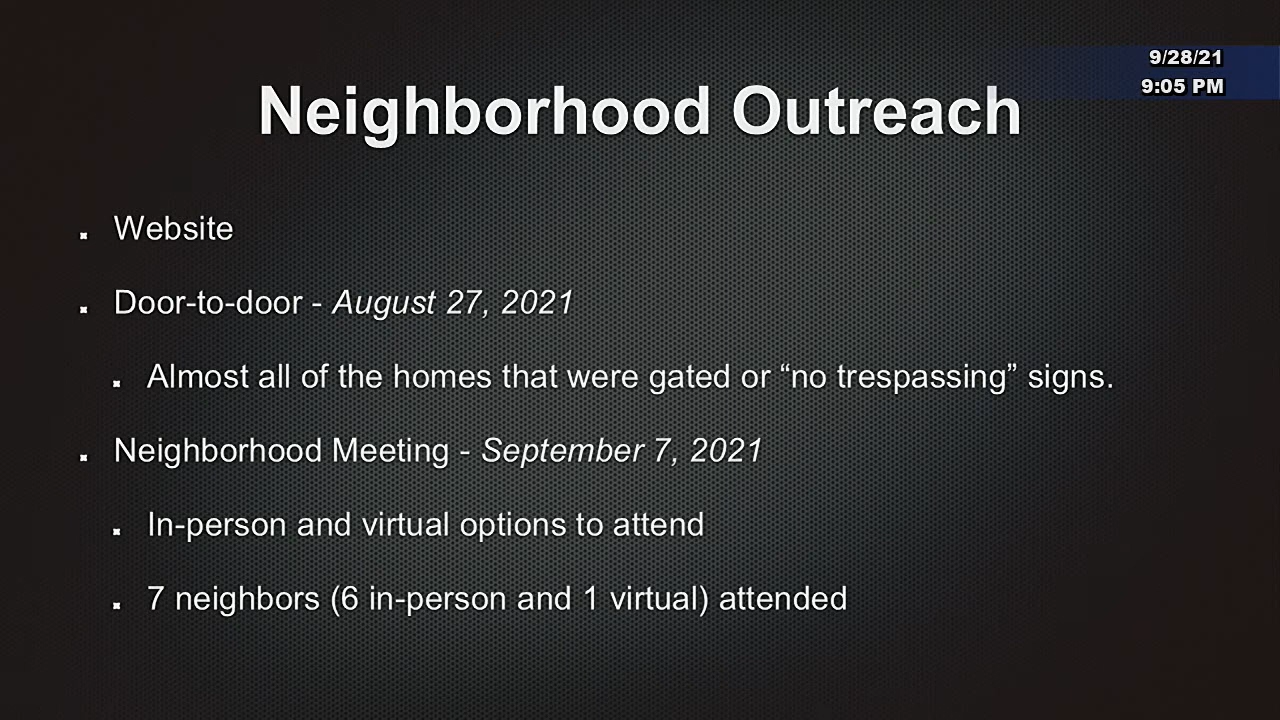 9/28/21
9:05 PM
Neighborhood Outreach
Website
Door-to-door - August 27, 2021
Almost all of the homes that were gated or “no trespassing” signs.
Neighborhood Meeting - September 7, 2021
In-person and virtual options to attend
7 neighbors (6 in-person and 1 virtual) attended